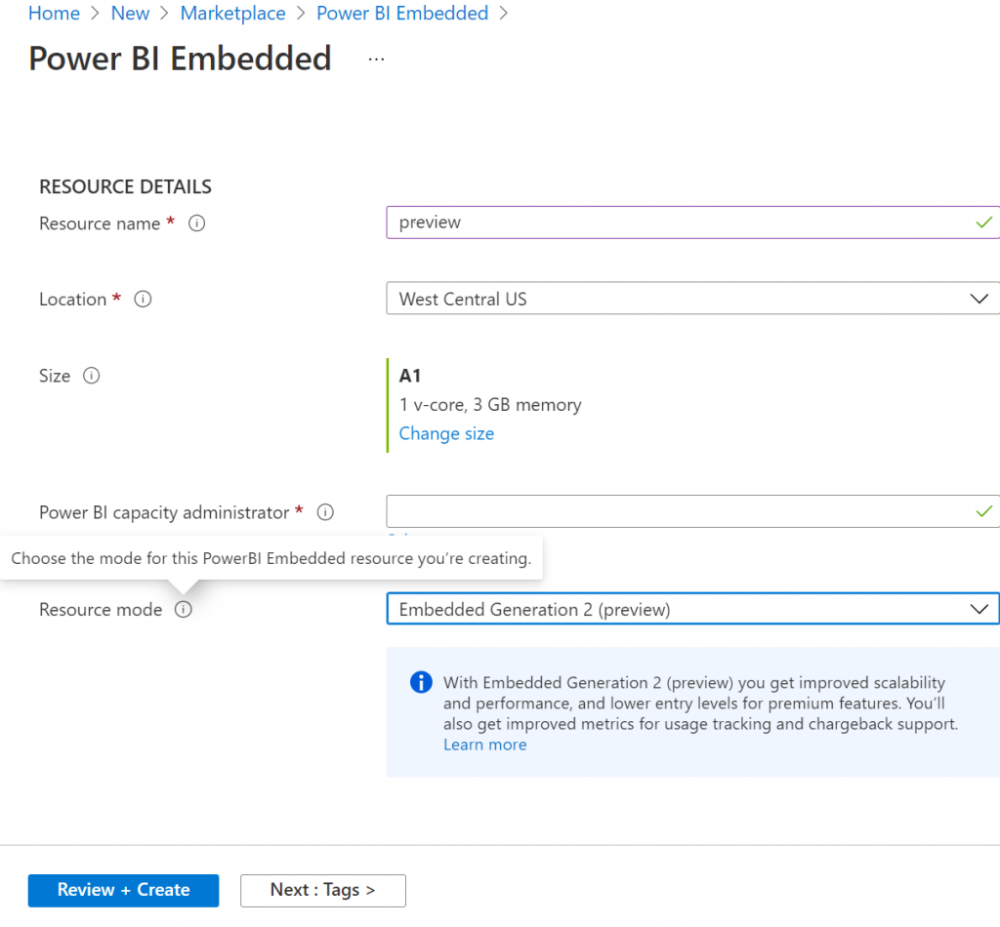 Home > New > Marketplace > Power BI Embedded >
Power BI Embedded ...
RESOURCE DETAILS
Resource name *
preview
Location *
West Central US
Size
A1
1 v-core, 3 GB memory
Change size
Power BI capacity administrator *
Choose the mode for this PowerBI Embedded resource you’re creating.
Resource mode
Embedded Generation 2 (preview)
With Embedded Generation 2 (preview) you get improved scalability
and performance, and lower entry levels for premium features. You’ll
also get improved metrics for usage tracking and chargeback support.
Learn more
Review + Create
Next : Tags >